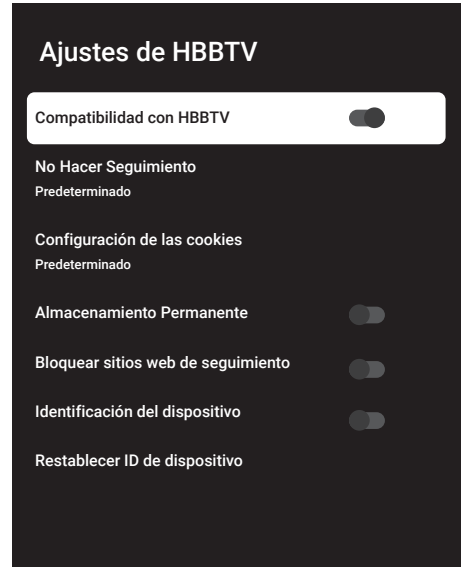 Ajustes de HBBTV
Compatibilidad con HBBTV
No Hacer Seguimiento
Predeterminado
Configuración de las cookies
Predeterminado
Almacenamiento Permanente
Bloquear sitios web de seguimiento
Identificación del dispositivo
Restablecer ID de dispositivo